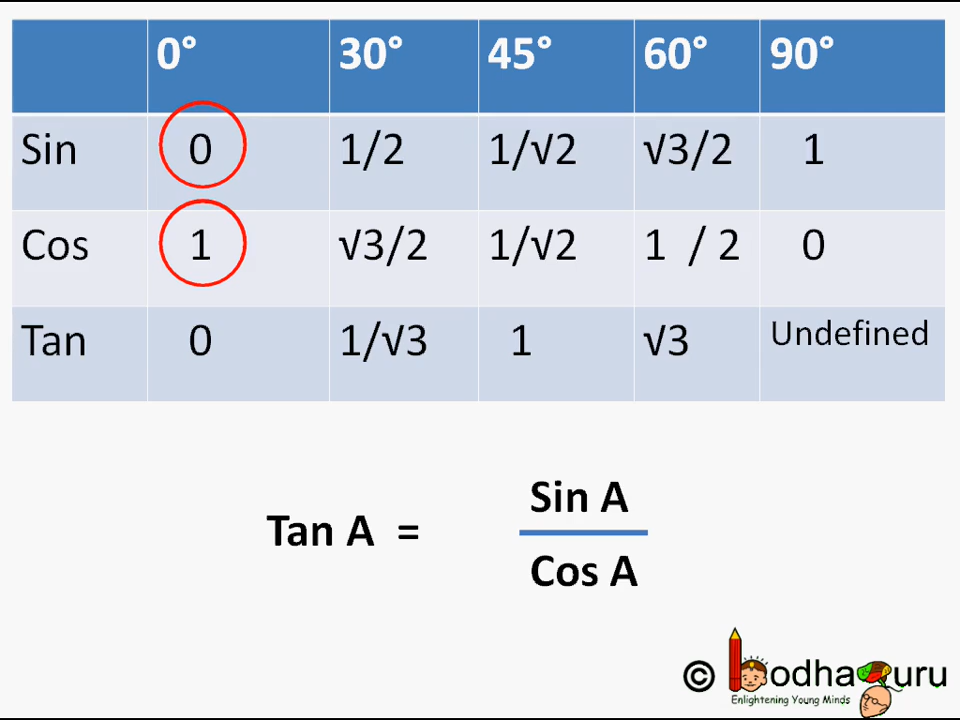 0° 30° 45° 60° 90°
Sin 0 1/2 1/√2 √3/2 1
Cos 1 √3/2 1/√2 1 / 2 0
Tan 0 1/√3 1 √3 Undefined
Sin A
Tan A =
Cos A
© BodhaGuru
Enlightening Young Minds